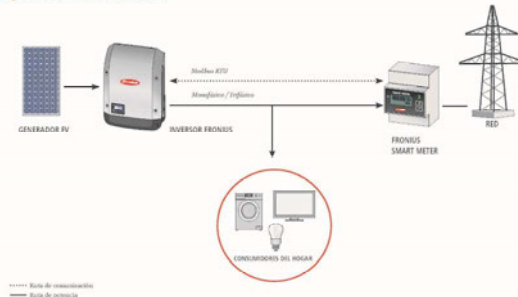 Modbus RTU
Monofásico / Trifásico
GENERADOR FV
INVERSOR FRONIUS
FRONIUS
SMART METER
RED
CONSUMIDORES DEL HOGAR
Ruta de comunicación
Ruta de potencia